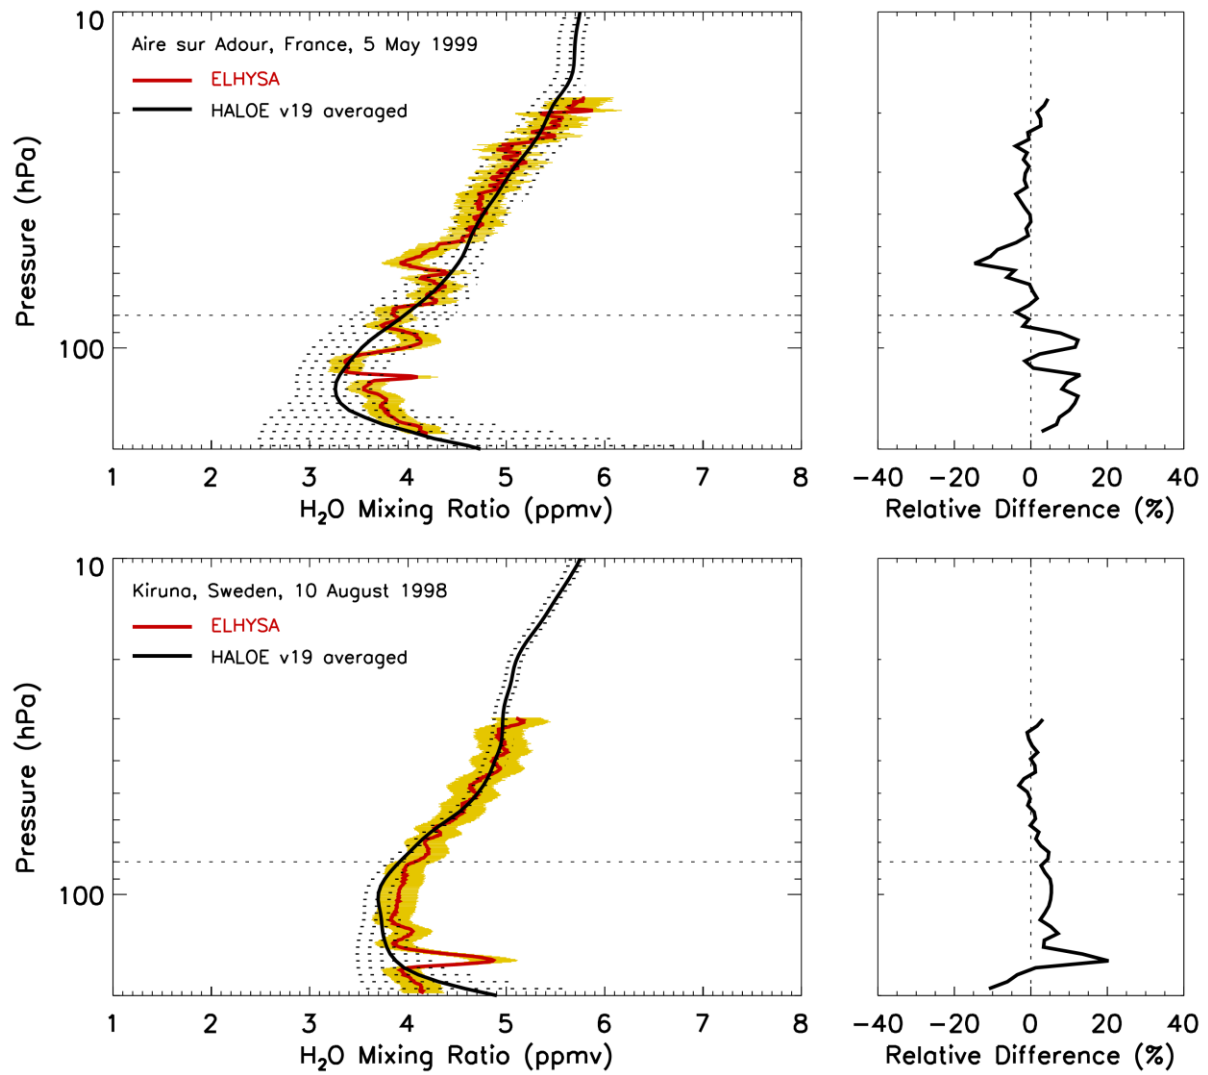 10
Aire sur Adour, France, 5 May 1999
ELHYSA
HALOE v19 averaged
Pressure (hPa)
100
1 2 3 4 5 6 7 8
H2O Mixing Ratio (ppmv)
−40 −20 0 20 40
Relative Difference (%)
10
Kiruna, Sweden, 10 August 1998
ELHYSA
HALOE v19 averaged
Pressure (hPa)
100
1 2 3 4 5 6 7 8
H2O Mixing Ratio (ppmv)
−40 −20 0 20 40
Relative Difference (%)